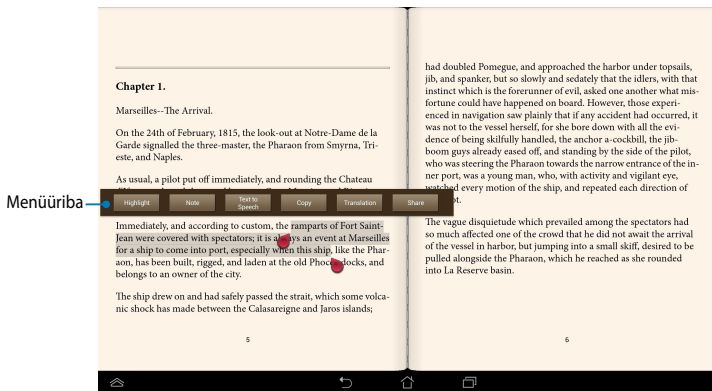 Chapter 1.
Marseilles--The Arrival.
On the 24th of February, 1815, the look-out at Notre-Dame de la
Garde signalled the three-master, the Pharaon from Smyrna, Tri-
este, and Naples.
As usual, a pilot put off immediately, and rounding the Chateau
Menüüriba
Highlight
Note
Text to
Speech
Copy
Translation
Share
Immediately, and according to custom, the ramparts of Fort Saint-
Jean were covered with spectators; it is always an event at Marseilles
for a ship to come into port, especially when this ship, like the Phar-
aon, has been built, rigged, and laden at the old Phocee docks, and
belongs to an owner of the city.
The ship drew on and had safely passed the strait, which some volca-
nic shock has made between the Calasareigne and Jaros islands;
5
had doubled Pomegue, and approached the harbor under topsails,
jib, and spanker, but so slowly and sedately that the idlers, with that
instinct which is the forerunner of evil, asked one another what mis-
fortune could have happened on board. However, those experi-
enced in navigation saw plainly that if any accident had occurred, it
was not to the vessel herself, for she bore down with all the evi-
dence of being skilfully handled, the anchor a-cockbill, the jib-
boom guys already eased off, and standing by the side of the pilot,
who was steering the Pharaon towards the narrow entrance of the in-
ner port, was a young man, who, with activity and vigilant eye,
watched every motion of the ship, and repeated each direction of
The vague disquietude which prevailed among the spectators had
so much affected one of the crowd that he did not await the arrival
of the vessel in harbor, but jumping into a small skiff, desired to be
pulled alongside the Pharaon, which he reached as she rounded
into La Reserve basin.
6